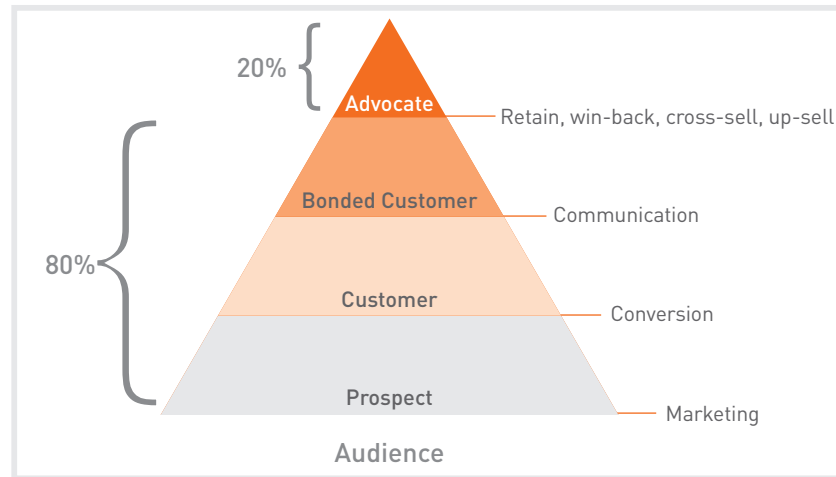 20%
Advocate
Retain, win-back, cross-sell, up-sell
Bonded Customer
Communication
80%
Customer
Conversion
Prospect
Marketing
Audience